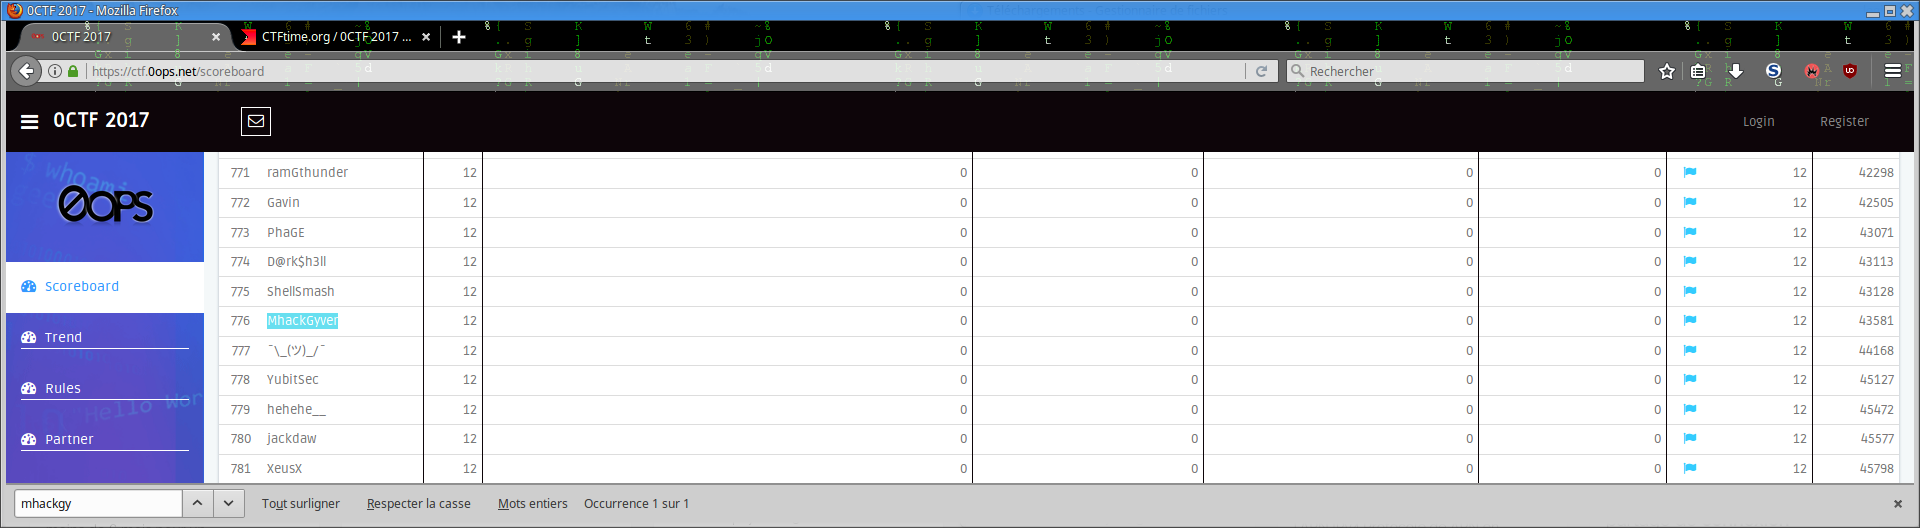 0CTF 2017 - Mozilla Firefox
0CTF 2017 × CTFtime.org / 0CTF 2017 ... × +
https://ctf.0ops.net/scoreboard Rechercher
0CTF 2017 Login Register
0OPS
Scoreboard
Trend
Rules
Partner
771 ramGthunder 12 0 0 0 0 12 42298
772 Gavin 12 0 0 0 0 12 42505
773 PhaGE 12 0 0 0 0 12 43071
774 D@rk$h3ll 12 0 0 0 0 12 43113
775 ShellSmash 12 0 0 0 0 12 43128
776 MhackGyver 12 0 0 0 0 12 43581
777 ¯\_(ツ)_/¯ 12 0 0 0 0 12 44168
778 YubitSec 12 0 0 0 0 12 45127
779 hehehe__ 12 0 0 0 0 12 45472
780 jackdaw 12 0 0 0 0 12 45577
781 XeusX 12 0 0 0 0 12 45798
mhackgy Tout surligner Respecter la casse Mots entiers Occurrence 1 sur 1 ×